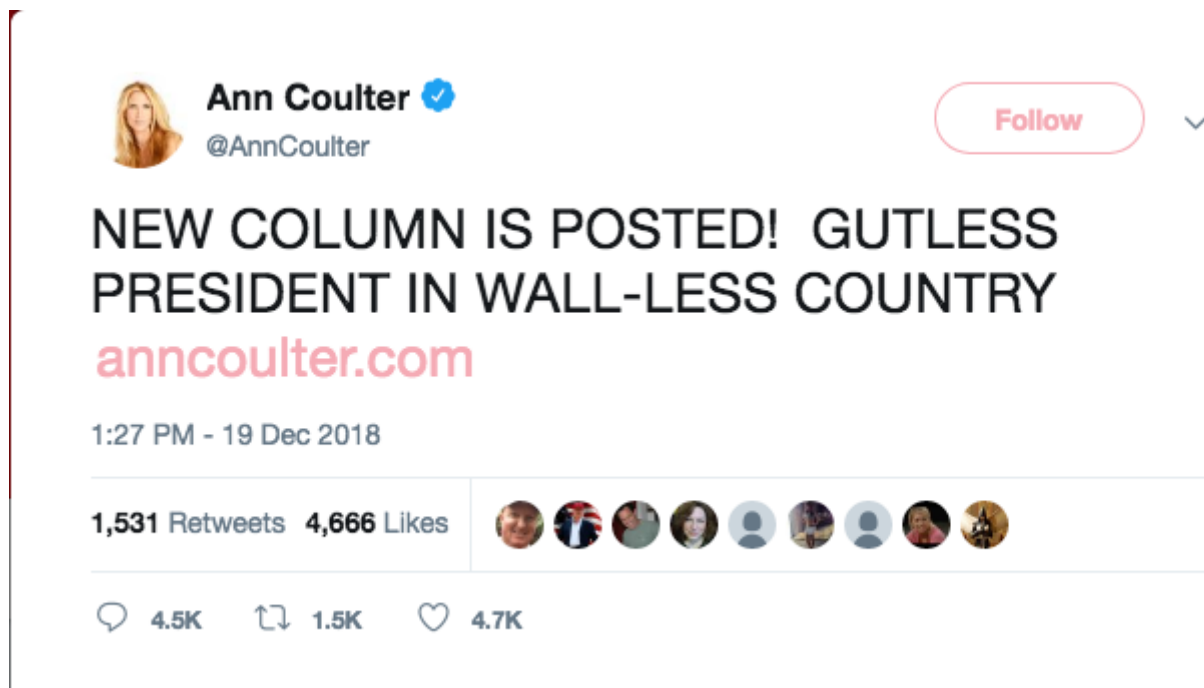 Ann Coulter
@AnnCoulter
Follow
NEW COLUMN IS POSTED!  GUTLESS
PRESIDENT IN WALL-LESS COUNTRY
anncoulter.com
1:27 PM - 19 Dec 2018
1,531 Retweets 4,666 Likes
4.5K 1.5K 4.7K